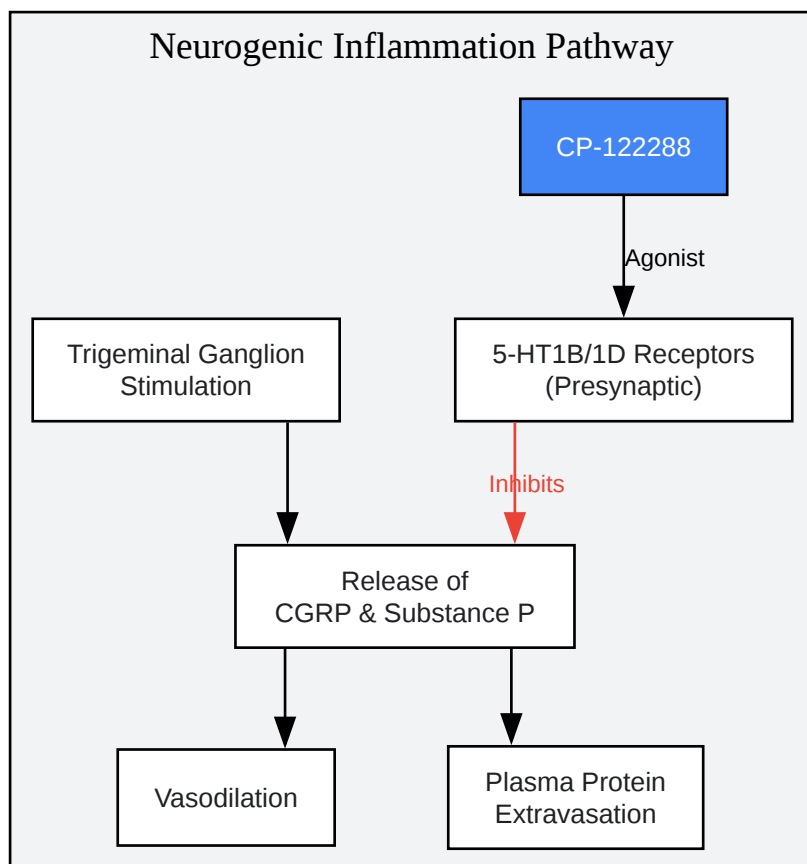 Neurogenic Inflammation Pathway
CP-122288
Agonist
Trigeminal Ganglion
Stimulation
5-HT1B/1D Receptors
(Presynaptic)
Inhibits
Release of
CGRP & Substance P
Vasodilation
Plasma Protein
Extravasation